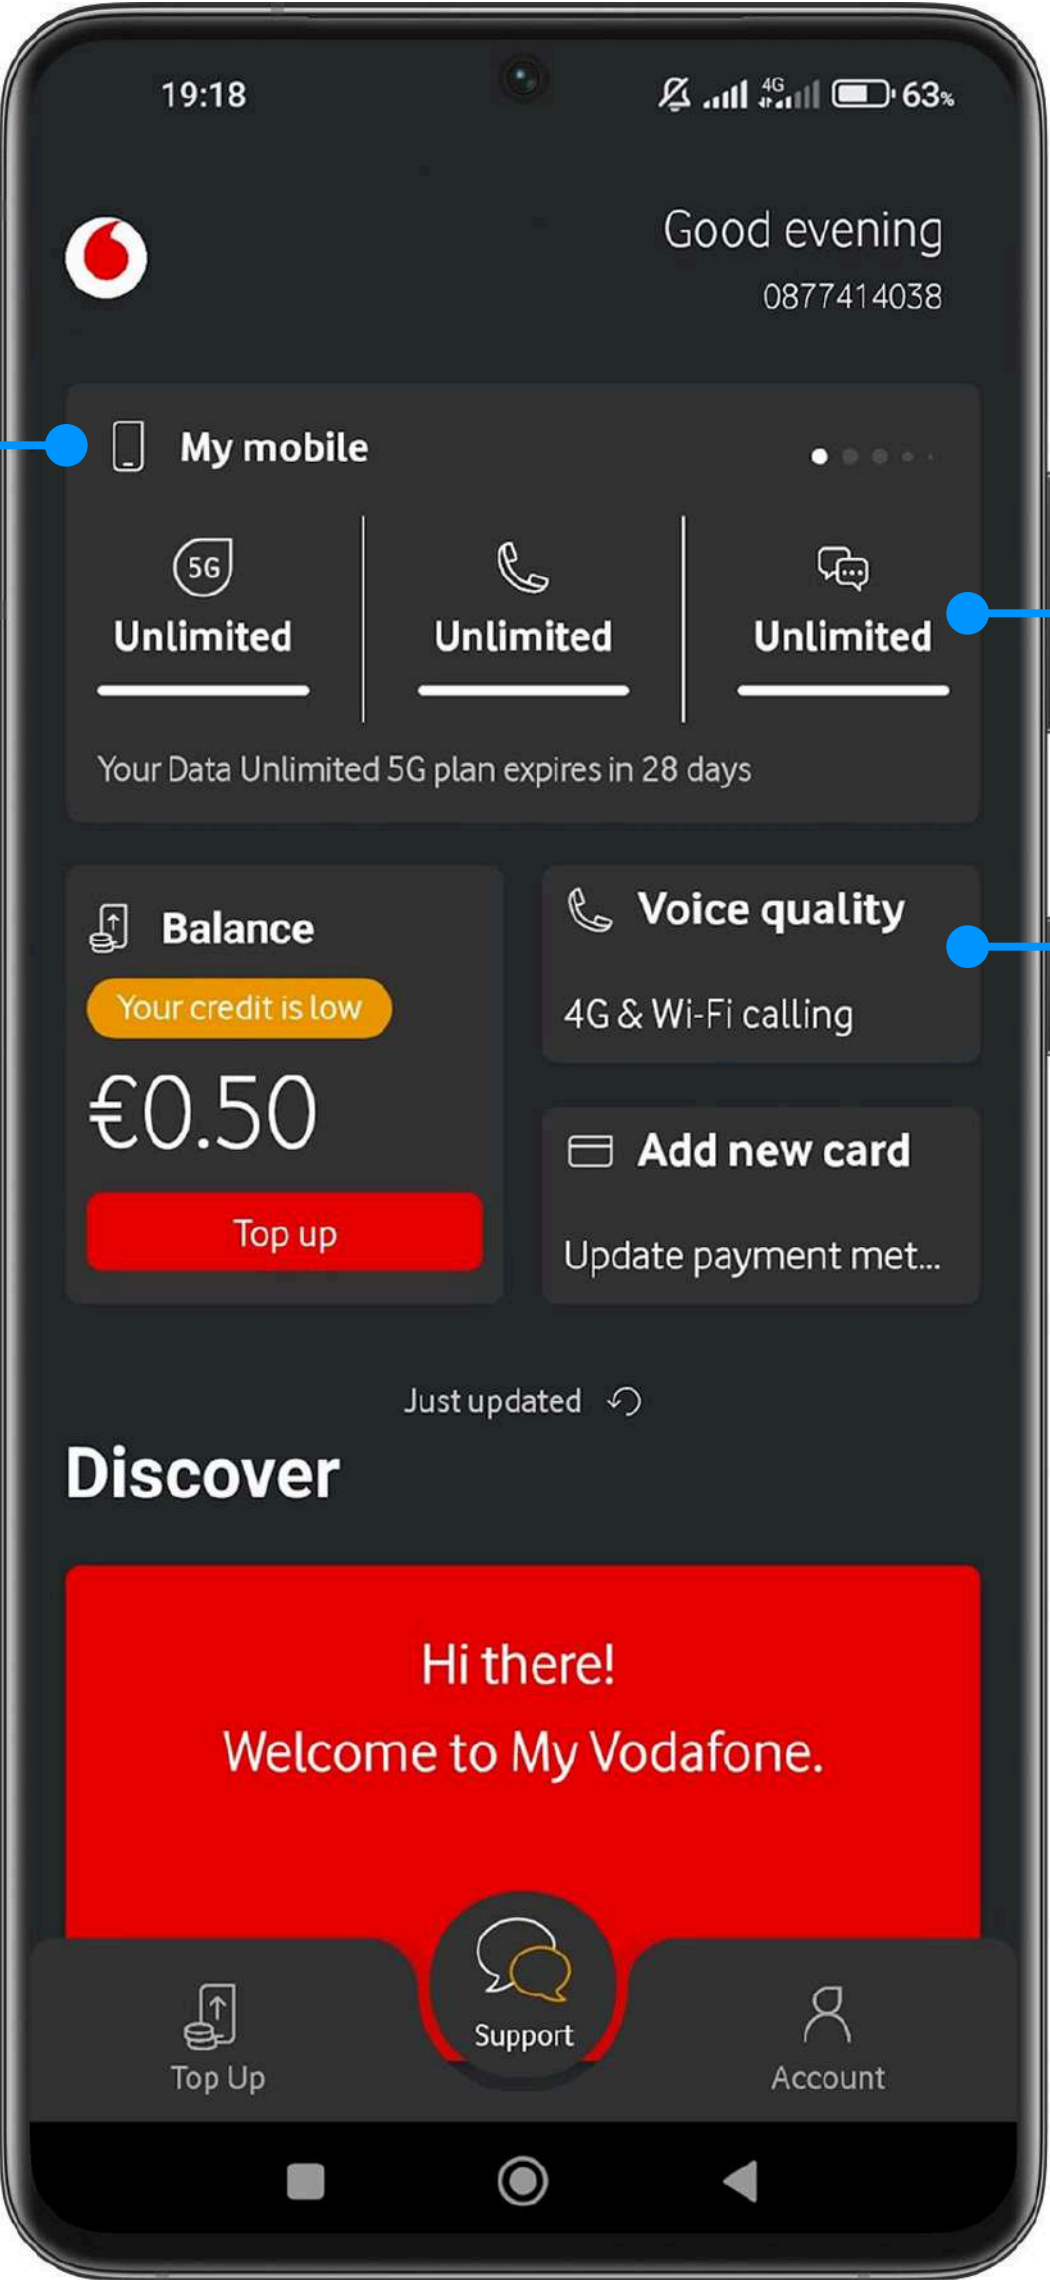 19:18
4G
63%
Good evening
0877414038
My mobile
5G
Unlimited Unlimited Unlimited
Your Data Unlimited 5G plan expires in 28 days
Balance
Your credit is low
€0.50
Top up
Voice quality
4G & Wi-Fi calling
Add new card
Update payment met...
Just updated
Discover
Hi there!
Welcome to My Vodafone.
Top Up
Support
Account